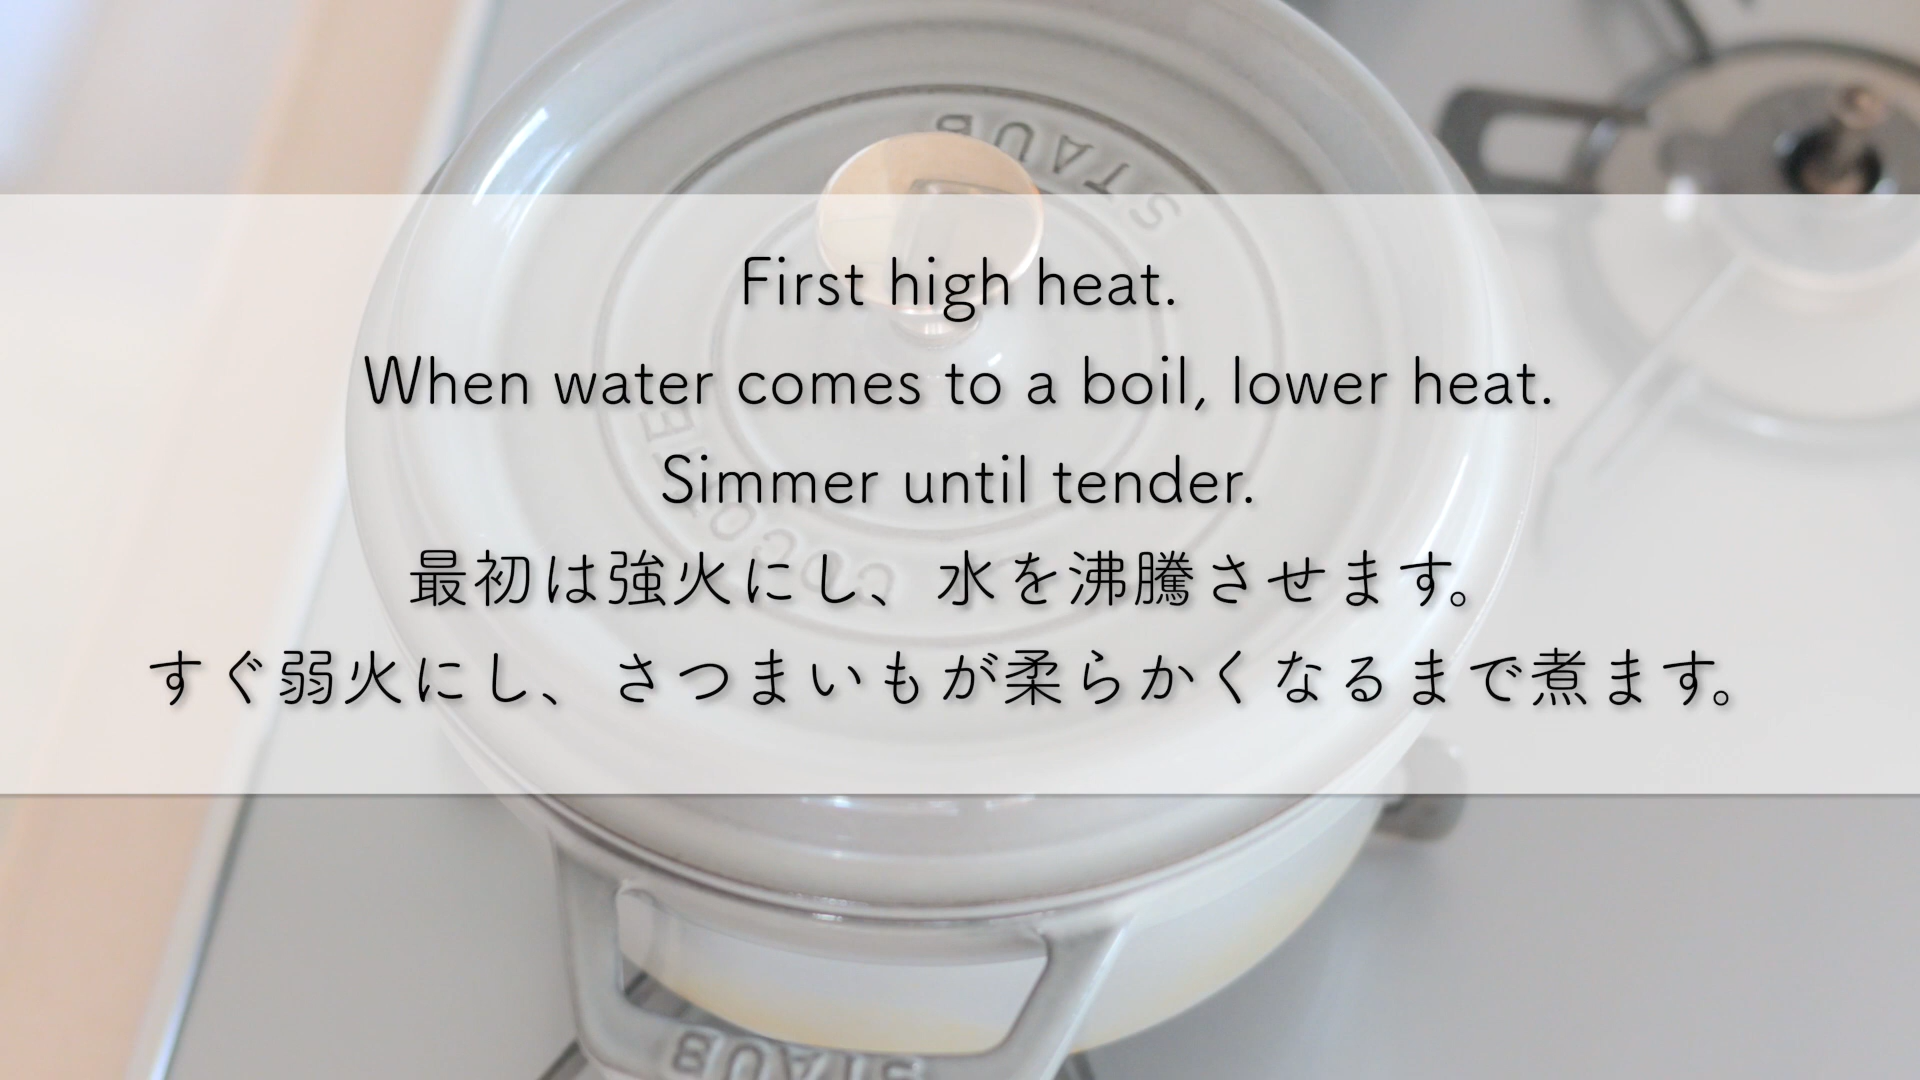 STAUB
First high heat.
When water comes to a boil, lower heat.
Simmer until tender.
最初は強火にし、水を沸騰させます。
すぐ弱火にし、さつまいもが柔らかくなるまで煮ます。
COCOTTE
STAUB